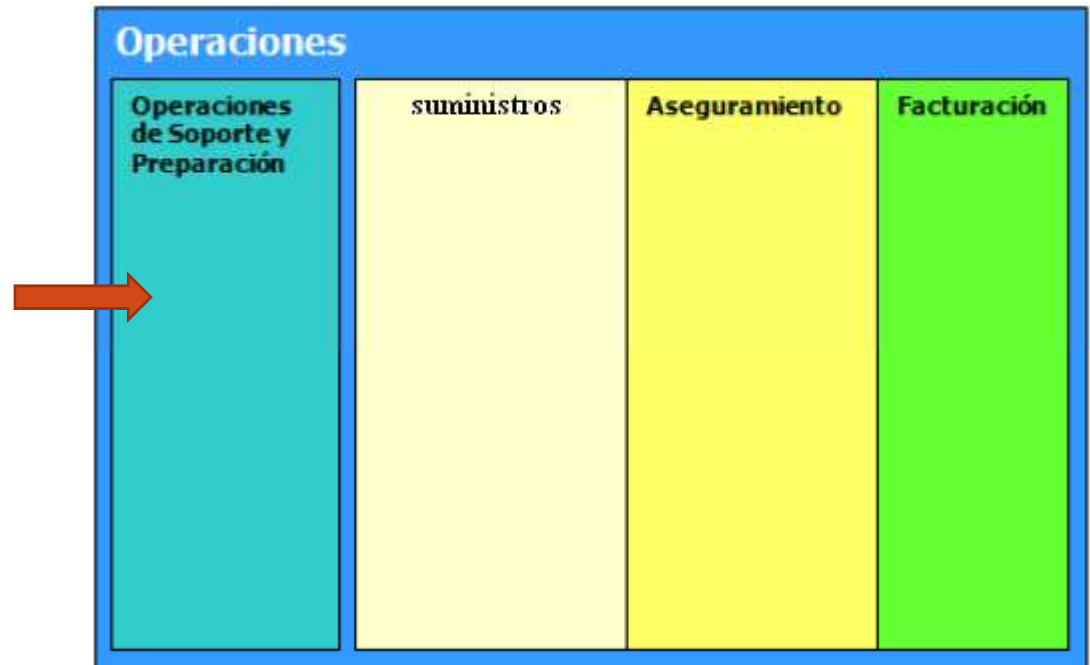 Operaciones
Operaciones
de Soporte y
Preparación
suministros
Aseguramiento
Facturación